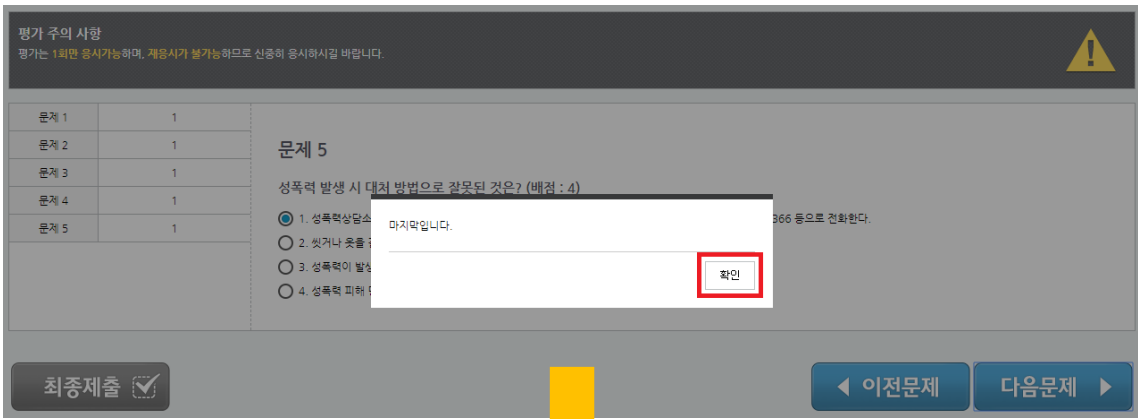 평가 주의 사항
평가는 1회만 응시가능하며, 재응시가 불가능하므로 신중히 응시하시길 바랍니다.
문제 1 1
문제 2 1
문제 3 1
문제 4 1
문제 5 1
문제 5
성폭력 발생 시 대처 방법으로 잘못된 것은? (배점 : 4)
1. 성폭력상담소 366 등으로 전화한다.
2. 씻거나 옷을
3. 성폭력이
4. 성폭력 피해
마지막입니다.
확인
최종제출
이전문제
다음문제